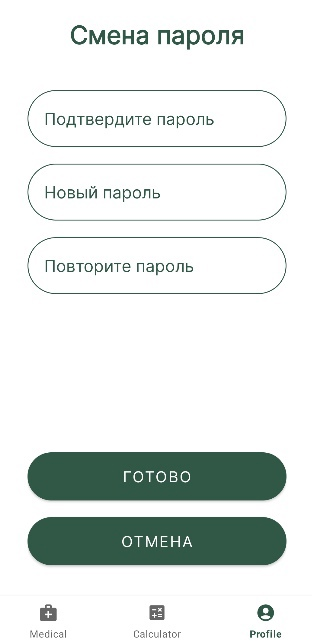 Смена пароля
Подтвердите пароль
Новый пароль
Повторите пароль
ГОТОВО
ОТМЕНА
Medical
Calculator
Profile